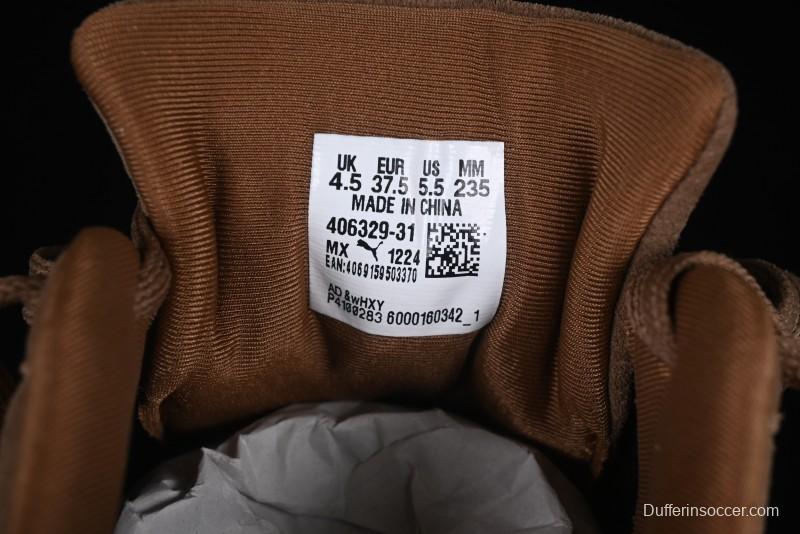 UK EUR US MM
4.5 37.5 5.5 235
MADE IN CHINA
406329-31
MX 1224
EAN:4069159503370
AD &wHXY
P4100283 6000160342_1
Dufferinsoccer.com